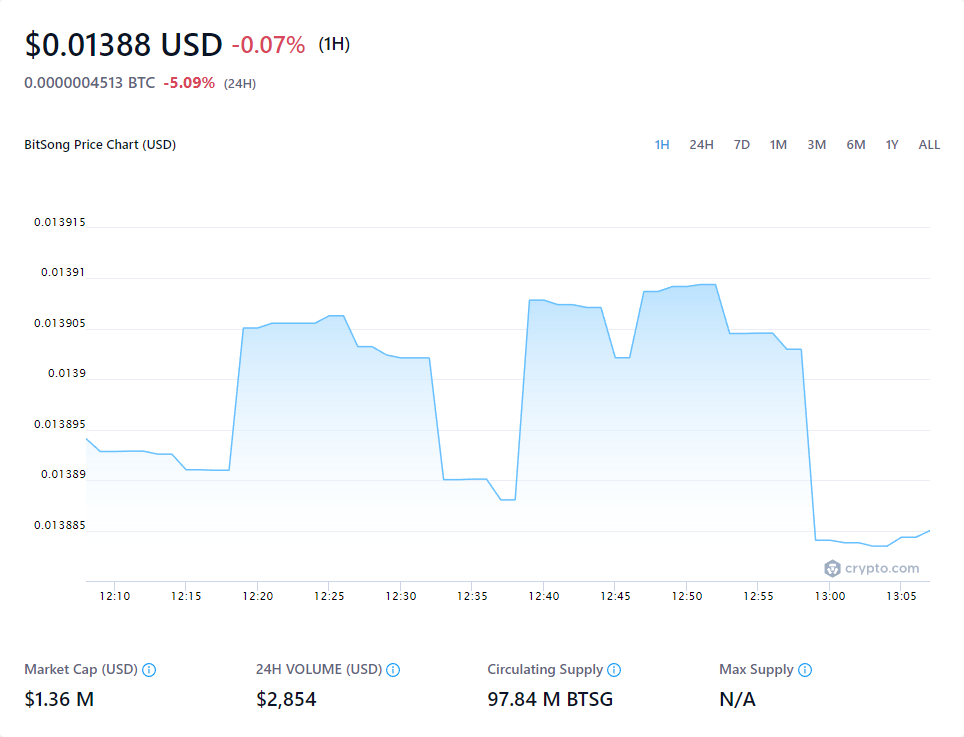 $0.01388 USD -0.07% (1H)
0.0000004513 BTC -5.09% (24H)
BitSong Price Chart (USD) 1H 24H 7D 1M 3M 6M 1Y ALL
0.013915
0.01391
0.013905
0.0139
0.013895
0.01389
0.013885
crypto.com
12:10 12:15 12:20 12:25 12:30 12:35 12:40 12:45 12:50 12:55 13:00 13:05
Market Cap (USD) 24H VOLUME (USD) Circulating Supply Max Supply
$1.36 M $2,854 97.84 M BTSG N/A